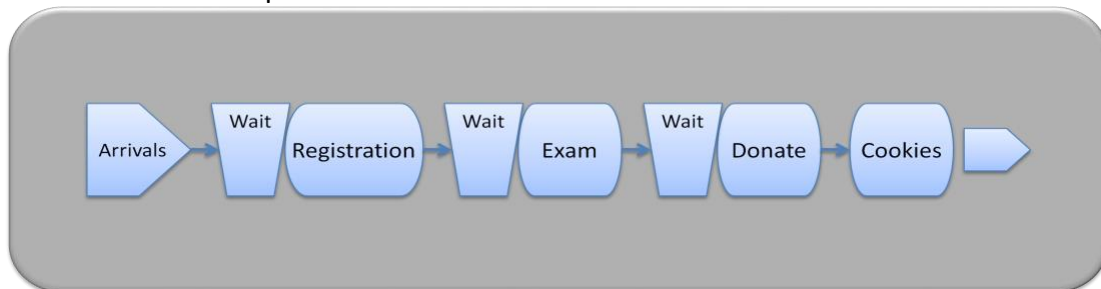 Arrivals
Wait
Registration
Wait
Exam
Wait
Donate
Cookies